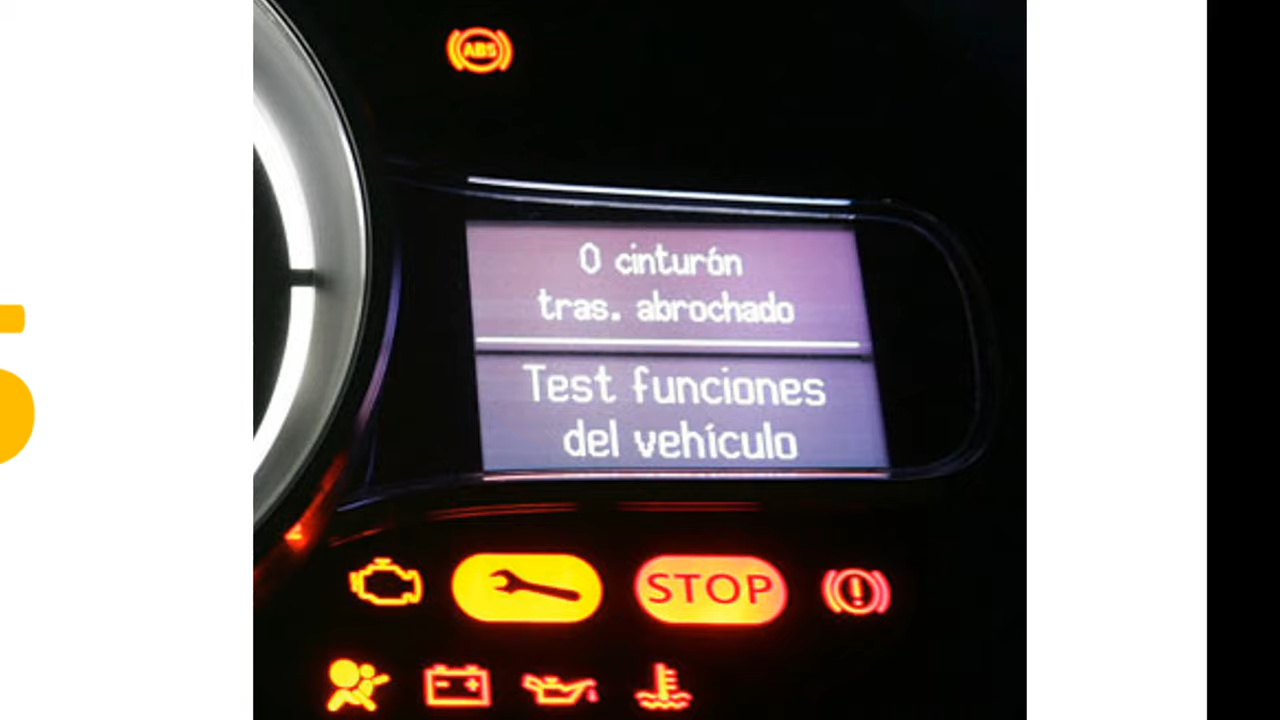 ABS
0 cinturón
tras. abrochado
Test funciones
del vehículo
STOP